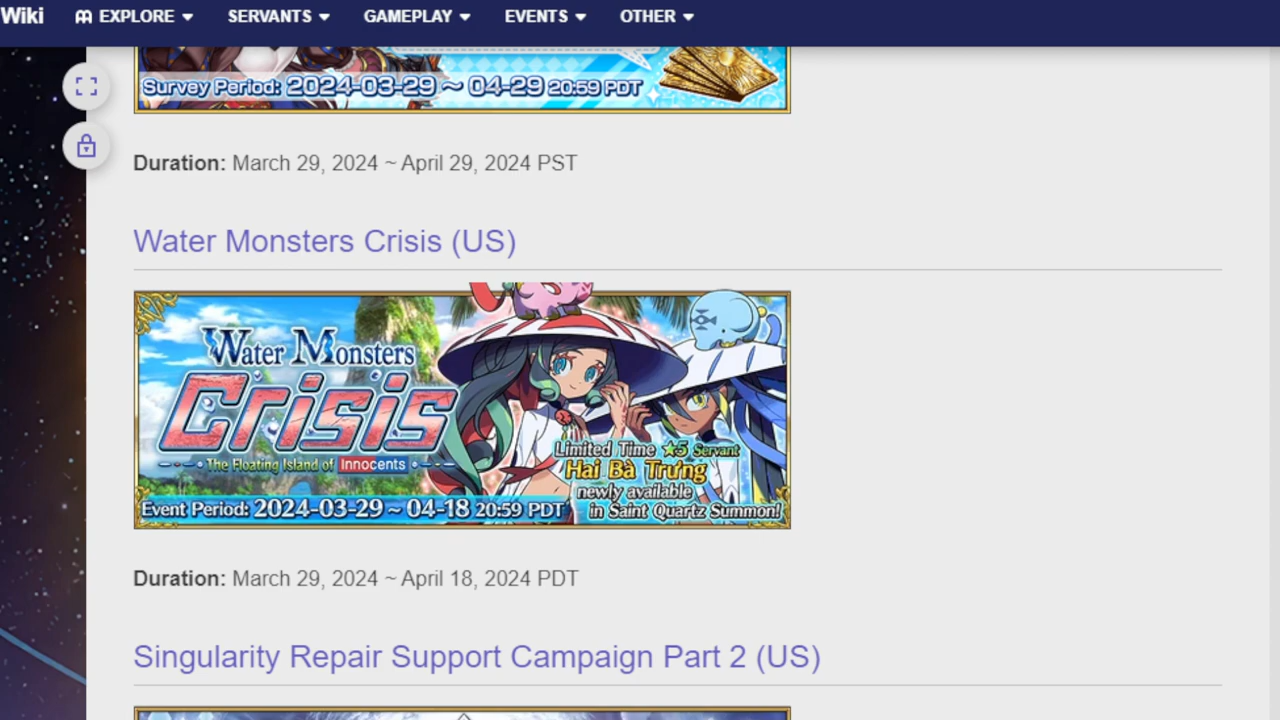 Wiki EXPLORE SERVANTS GAMEPLAY EVENTS OTHER
Survey Period: 2024-03-29 ~ 04-29 20:59 PDT
Duration: March 29, 2024 ~ April 29, 2024 PST
Water Monsters Crisis (US)
Water Monsters
Crisis
The Floating Island of Innocents
Limited Time ★5 Servant
Hai Bà Trưng
newly available
in Saint Quartz Summon!
Event Period: 2024-03-29 ~ 04-18 20:59 PDT
Duration: March 29, 2024 ~ April 18, 2024 PDT
Singularity Repair Support Campaign Part 2 (US)